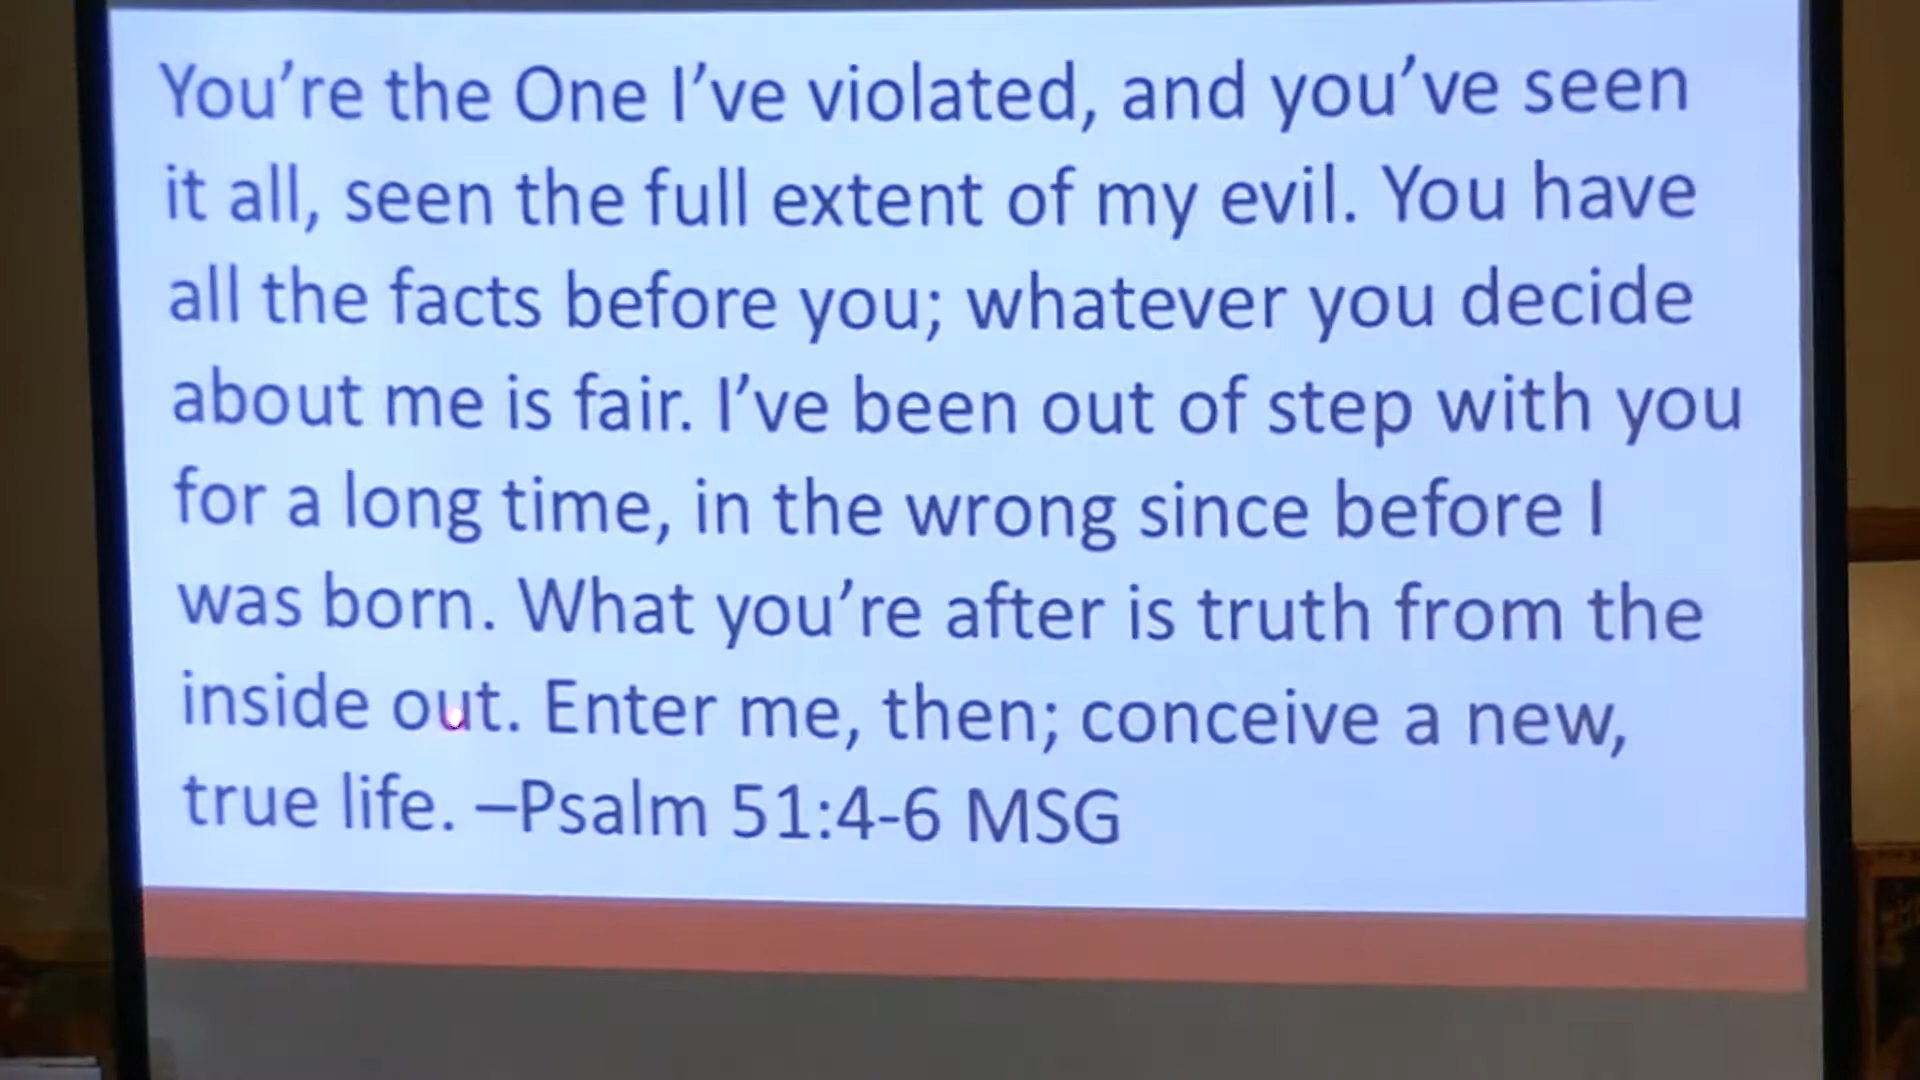 You’re the One I’ve violated, and you’ve seen
it all, seen the full extent of my evil. You have
all the facts before you; whatever you decide
about me is fair. I’ve been out of step with you
for a long time, in the wrong since before I
was born. What you’re after is truth from the
inside out. Enter me, then; conceive a new,
true life. –Psalm 51:4-6 MSG